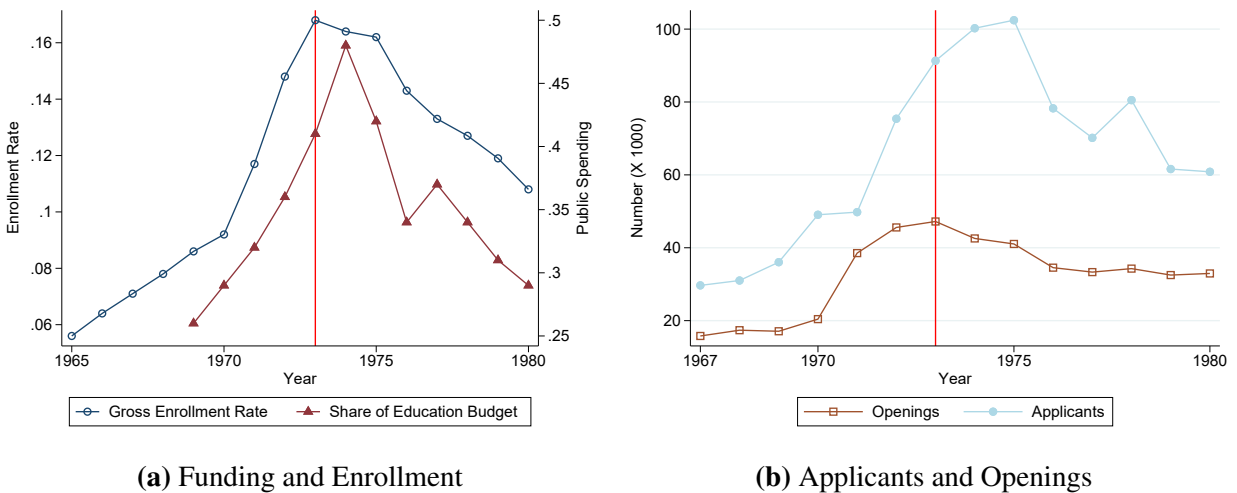 .16
.14
.12
.1
.08
.06
Enrollment Rate
.5
.45
.4
.35
.3
.25
Public Spending
1965 1970 1975 1980
Year
Gross Enrollment Rate Share of Education Budget
(a) Funding and Enrollment
100
80
60
40
20
Number (X 1000)
1967 1970 1975 1980
Year
Openings Applicants
(b) Applicants and Openings